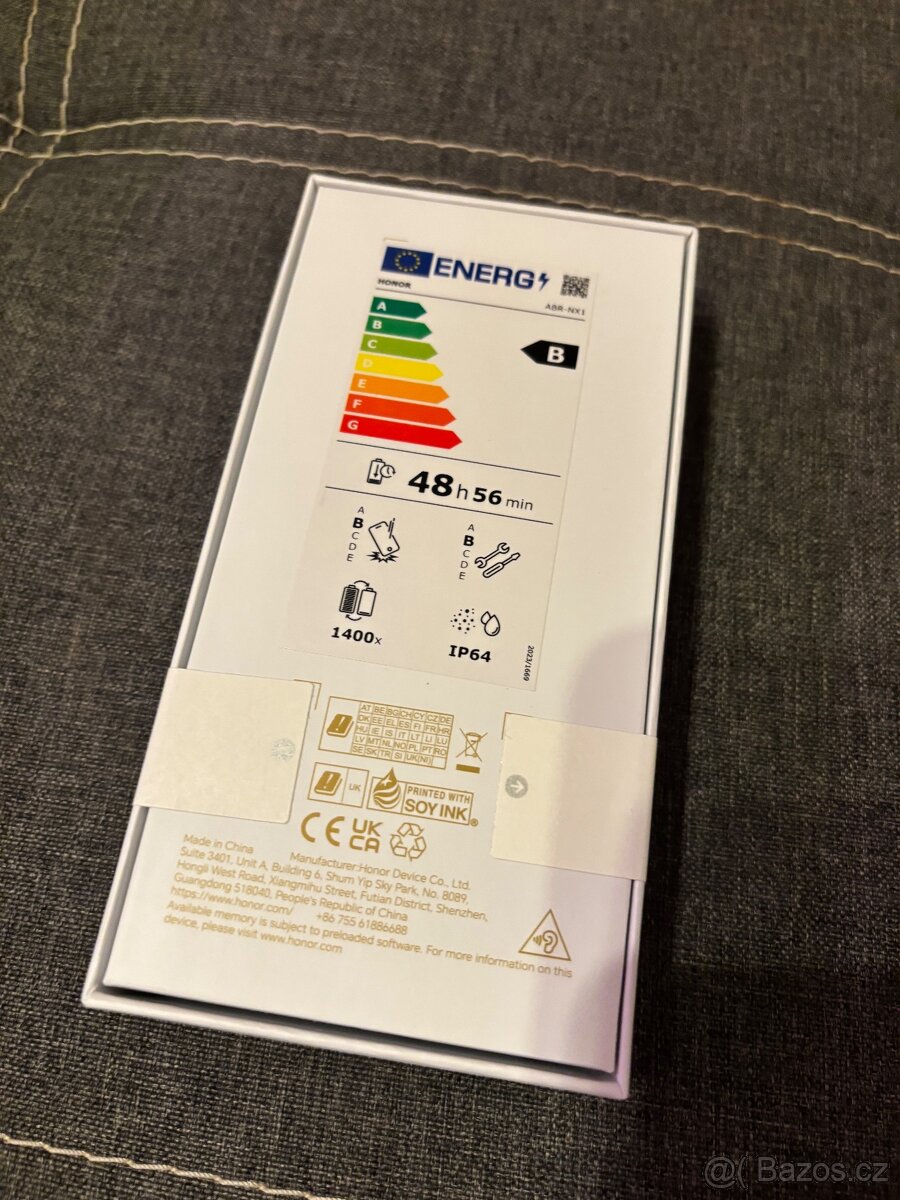 ENERG
HONOR
ABR-NX1
A
B
C
D
E
F
G
B
48 h 56 min
A
B
C
D
E
A
B
C
D
E
1400x
IP64
2023/1669
AT BE BG CH CY CZ DE
DK EE EL ES FI FR HR
HU IE IS IT LT LI LU
LV MT NL NO PL PT RO
SE SK TR SI UK(NI)
UK
PRINTED WITH
SOY INK®
CE UK
CA
Made in China Manufacturer:Honor Device Co., Ltd.
Suite 3401, Unit A, Building 6, Shum Yip Sky Park, No. 8089,
Hongli West Road, Xiangmihu Street, Futian District, Shenzhen,
Guangdong 518040, People's Republic of China
https://www.honor.com/ +86 755 61886688
Available memory is subject to preloaded software. For more information on this
device, please visit www.honor.com
@( Bazos.cz